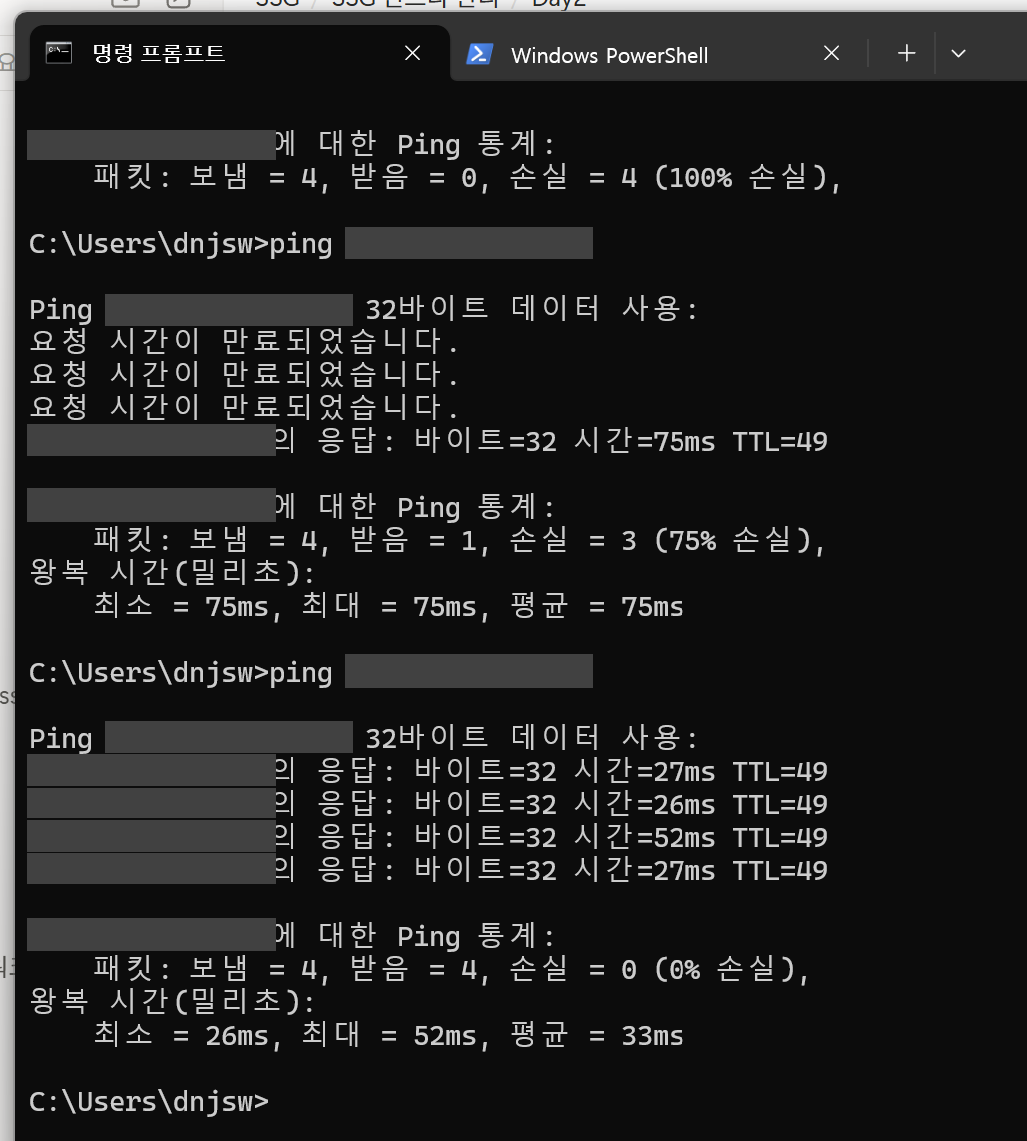 SSG / SSG 인프라 관리 / Day2
명령 프롬프트
Windows PowerShell
에 대한 Ping 통계:
패킷: 보냄 = 4, 받음 = 0, 손실 = 4 (100% 손실),
C:\Users\dnjsw>ping
Ping 32바이트 데이터 사용:
요청 시간이 만료되었습니다.
요청 시간이 만료되었습니다.
요청 시간이 만료되었습니다.
의 응답: 바이트=32 시간=75ms TTL=49
에 대한 Ping 통계:
패킷: 보냄 = 4, 받음 = 1, 손실 = 3 (75% 손실),
왕복 시간(밀리초):
최소 = 75ms, 최대 = 75ms, 평균 = 75ms
C:\Users\dnjsw>ping
Ping 32바이트 데이터 사용:
의 응답: 바이트=32 시간=27ms TTL=49
의 응답: 바이트=32 시간=26ms TTL=49
의 응답: 바이트=32 시간=52ms TTL=49
의 응답: 바이트=32 시간=27ms TTL=49
에 대한 Ping 통계:
패킷: 보냄 = 4, 받음 = 4, 손실 = 0 (0% 손실),
왕복 시간(밀리초):
최소 = 26ms, 최대 = 52ms, 평균 = 33ms
C:\Users\dnjsw>